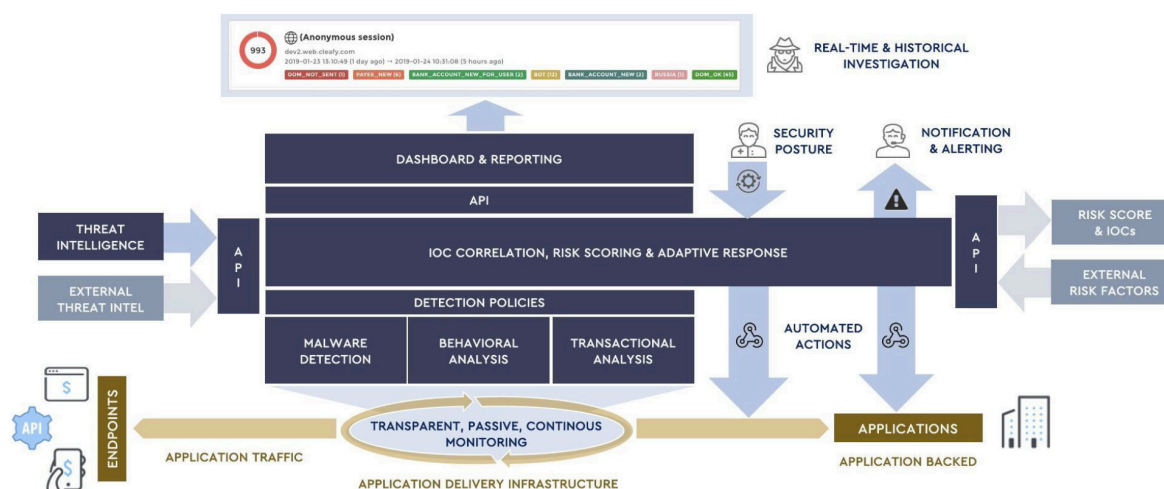 993
(Anonymous session)
dev2.web.cleafy.com
2019-01-23 13:10:49 (1 day ago) → 2019-01-24 10:31:08 (5 hours ago)
DOM_NOT_SENT (1) PAYEE_NEW (6) BANK_ACCOUNT_NEW_FOR_USER (2) BOT (12) BANK_ACCOUNT_NEW (2) RUSSIA (1) DOM_OK (45)
REAL-TIME & HISTORICAL
INVESTIGATION
DASHBOARD & REPORTING
SECURITY
POSTURE
NOTIFICATION
& ALERTING
API
THREAT
INTELLIGENCE
EXTERNAL
THREAT INTEL
API
IOC CORRELATION, RISK SCORING & ADAPTIVE RESPONSE
API
RISK SCORE
& IOCs
EXTERNAL
RISK FACTORS
DETECTION POLICIES
MALWARE
DETECTION
BEHAVIORAL
ANALYSIS
TRANSACTIONAL
ANALYSIS
AUTOMATED
ACTIONS
$
API
$
ENDPOINTS
TRANSPARENT, PASSIVE, CONTINOUS
MONITORING
APPLICATIONS
APPLICATION TRAFFIC
APPLICATION BACKED
APPLICATION DELIVERY INFRASTRUCTURE